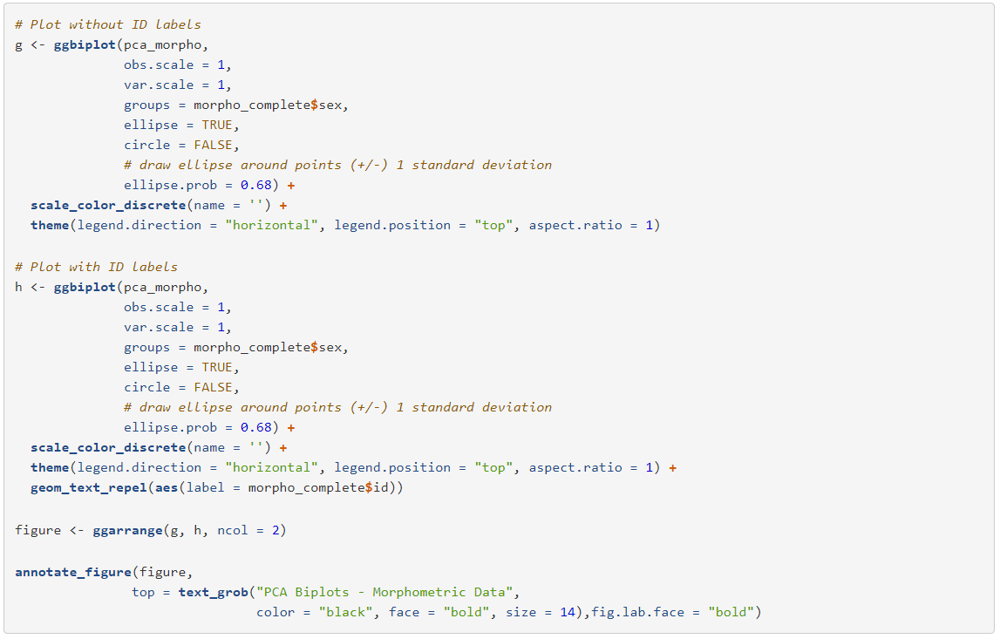 # Plot without ID labels
g <- ggbiplot(pca_morpho,
              obs.scale = 1,
              var.scale = 1,
              groups = morpho_complete$sex,
              ellipse = TRUE,
              circle = FALSE,
              # draw ellipse around points (+/-) 1 standard deviation
              ellipse.prob = 0.68) +
  scale_color_discrete(name = '') +
  theme(legend.direction = "horizontal", legend.position = "top", aspect.ratio = 1)

# Plot with ID labels
h <- ggbiplot(pca_morpho,
              obs.scale = 1,
              var.scale = 1,
              groups = morpho_complete$sex,
              ellipse = TRUE,
              circle = FALSE,
              # draw ellipse around points (+/-) 1 standard deviation
              ellipse.prob = 0.68) +
  scale_color_discrete(name = '') +
  theme(legend.direction = "horizontal", legend.position = "top", aspect.ratio = 1) +
  geom_text_repel(aes(label = morpho_complete$id))

figure <- ggarrange(g, h, ncol = 2)

annotate_figure(figure,
               top = text_grob("PCA Biplots - Morphometric Data",
                               color = "black", face = "bold", size = 14),fig.lab.face = "bold")